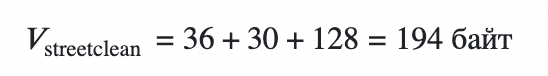 V_streetclean = 36 + 30 + 128 = 194 байт